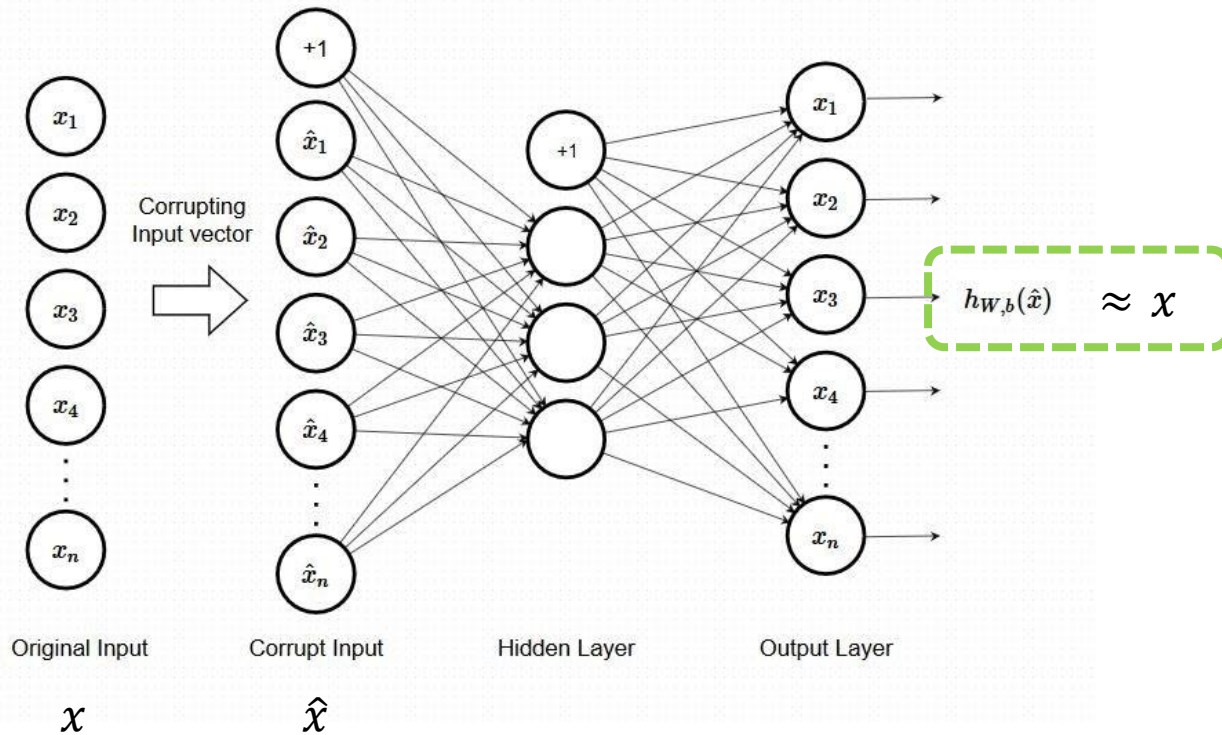 x₁
x₂
x₃
x₄
xₙ
Corrupting
Input vector
+1
x̂₁
x̂₂
x̂₃
x̂₄
x̂ₙ
+1
x₁
x₂
x₃
x₄
xₙ
h_{W,b}(x̂) ≈ x
Original Input
Corrupt Input
Hidden Layer
Output Layer
x
x̂